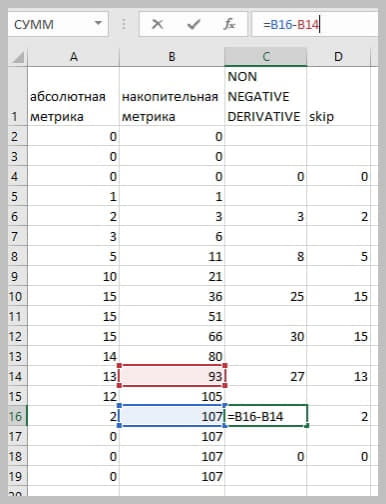 СУММ =B16-B14
A B C D
1 абсолютная метрика накопительная метрика NON NEGATIVE DERIVATIVE skip
2 0 0
3 0 0
4 0 0 0 0
5 1 1
6 2 3 3 2
7 3 6
8 5 11 8 5
9 10 21
10 15 36 25 15
11 15 51
12 15 66 30 15
13 14 80
14 13 93 27 13
15 12 105
16 2 107 =B16-B14 2
17 0 107
18 0 107 0 0
19 0 107